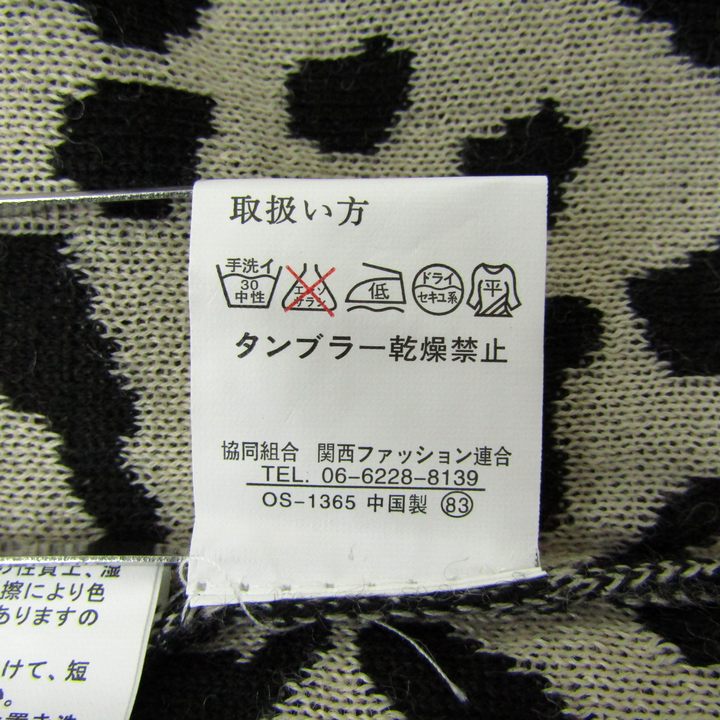 取扱い方
手洗イ
30
中性
エンソ
サラシ
低
ドライ
セキユ系
平
タンブラー乾燥禁止
協同組合 関西ファッション連合
TEL. 06-6228-8139
OS-1365 中国製 83
の性質上、湿
擦により色
ありますの
けて、短